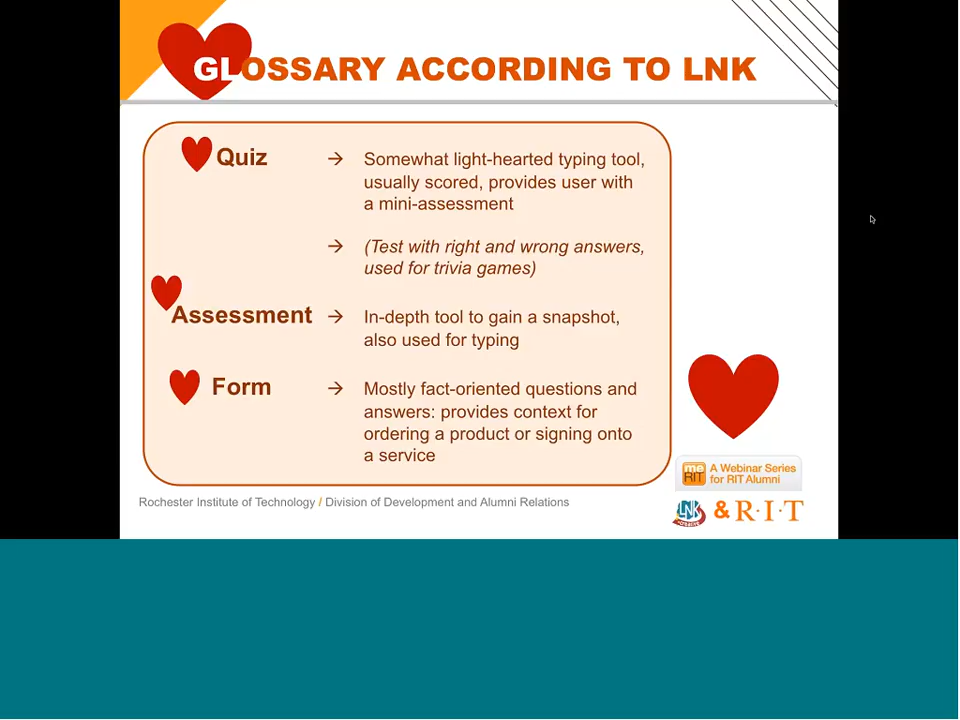 GLOSSARY ACCORDING TO LNK
Quiz → Somewhat light-hearted typing tool,
usually scored, provides user with
a mini-assessment
→ (Test with right and wrong answers,
used for trivia games)
Assessment → In-depth tool to gain a snapshot,
also used for typing
Form → Mostly fact-oriented questions and
answers: provides context for
ordering a product or signing onto
a service
me RIT
A Webinar Series
for RIT Alumni
Rochester Institute of Technology / Division of Development and Alumni Relations
LNK & R·I·T